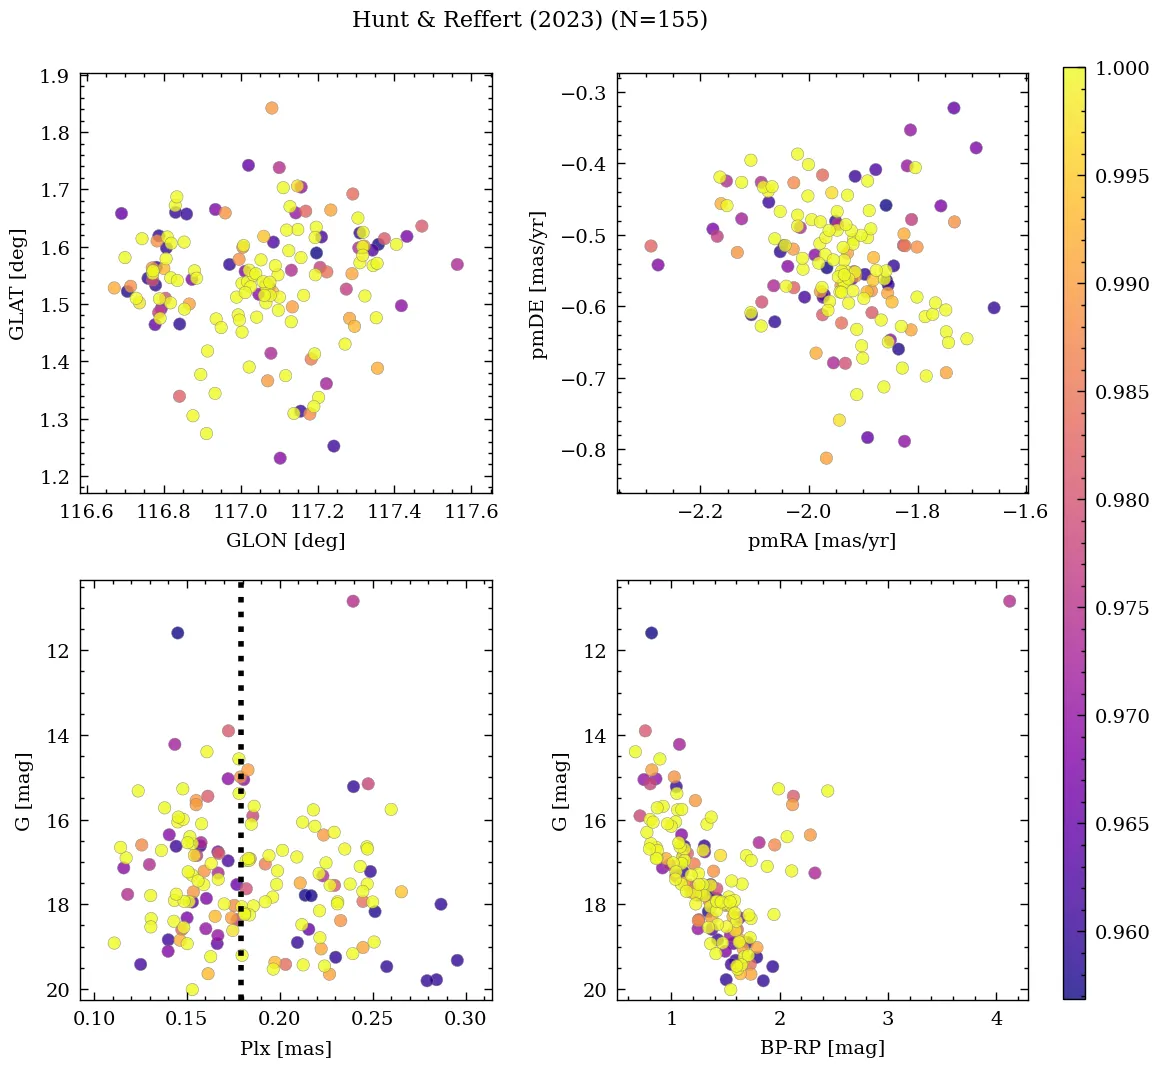 Hunt & Reffert (2023) (N=155)
1.9
1.8
1.7
1.6
1.5
1.4
1.3
1.2
GLAT [deg]
116.6 116.8 117.0 117.2 117.4 117.6
GLON [deg]
−0.3
−0.4
−0.5
−0.6
−0.7
−0.8
pmDE [mas/yr]
−2.2 −2.0 −1.8 −1.6
pmRA [mas/yr]
12
14
16
18
20
G [mag]
0.10 0.15 0.20 0.25 0.30
Plx [mas]
12
14
16
18
20
G [mag]
1 2 3 4
BP-RP [mag]
1.000
0.995
0.990
0.985
0.980
0.975
0.970
0.965
0.960